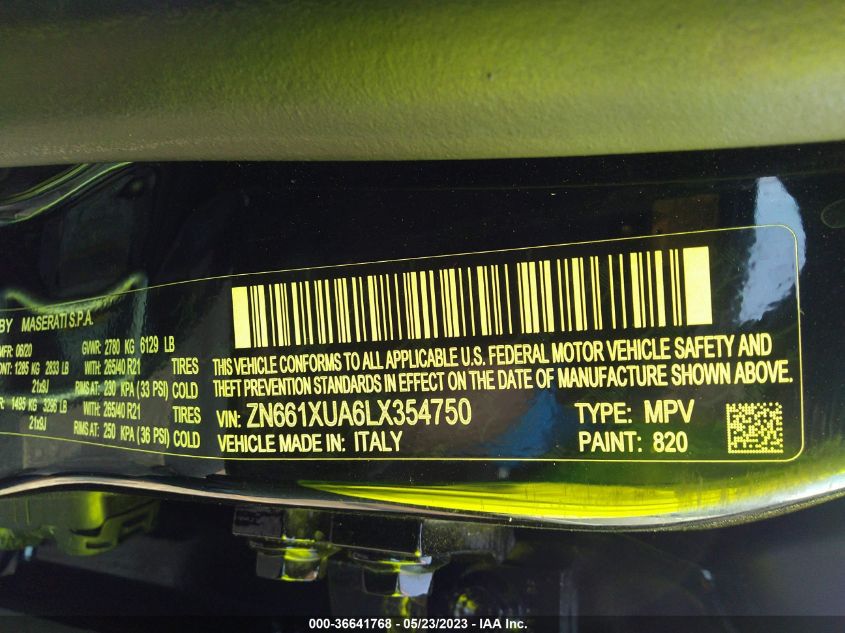 BY MASERATI S.P.A.
MFR: 06/20 GVWR: 2780 KG 6129 LB
ONT: 1285 KG 2833 LB WITH: 265/40 R21 TIRES
21x9J RIMS AT: 230 KPA (33 PSI) COLD
R: 1495 KG 3296 LB WITH: 265/40 R21 TIRES
21x9J RIMS AT: 250 KPA (36 PSI) COLD
THIS VEHICLE CONFORMS TO ALL APPLICABLE U.S. FEDERAL MOTOR VEHICLE SAFETY AND
THEFT PREVENTION STANDARDS IN EFFECT ON THE DATE OF MANUFACTURE SHOWN ABOVE.
VIN: ZN661XUA6LX354750 TYPE: MPV
VEHICLE MADE IN: ITALY PAINT: 820
000-36641768 - 05/23/2023 - IAA Inc.